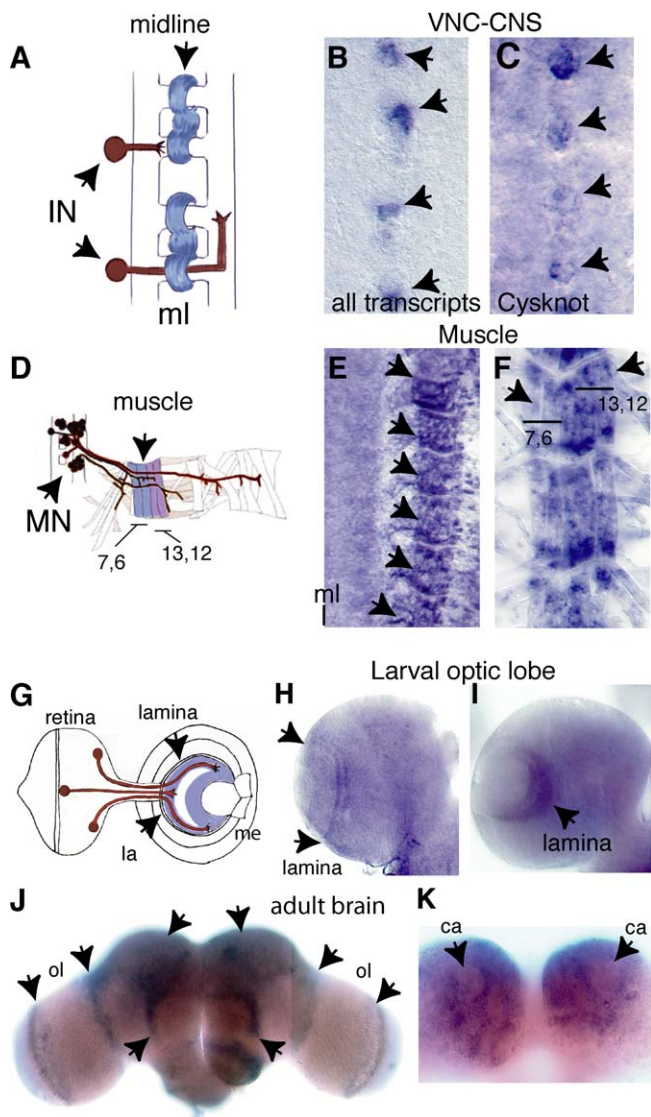 midline
VNC-CNS
A
B
C
IN
ml
all transcripts
Cysknot
Muscle
D
muscle
E
F
MN
7,6
13,12
ml
7,6
13,12
Larval optic lobe
G
retina
lamina
H
I
la
me
lamina
lamina
J
adult brain
K
ol
ol
ca
ca